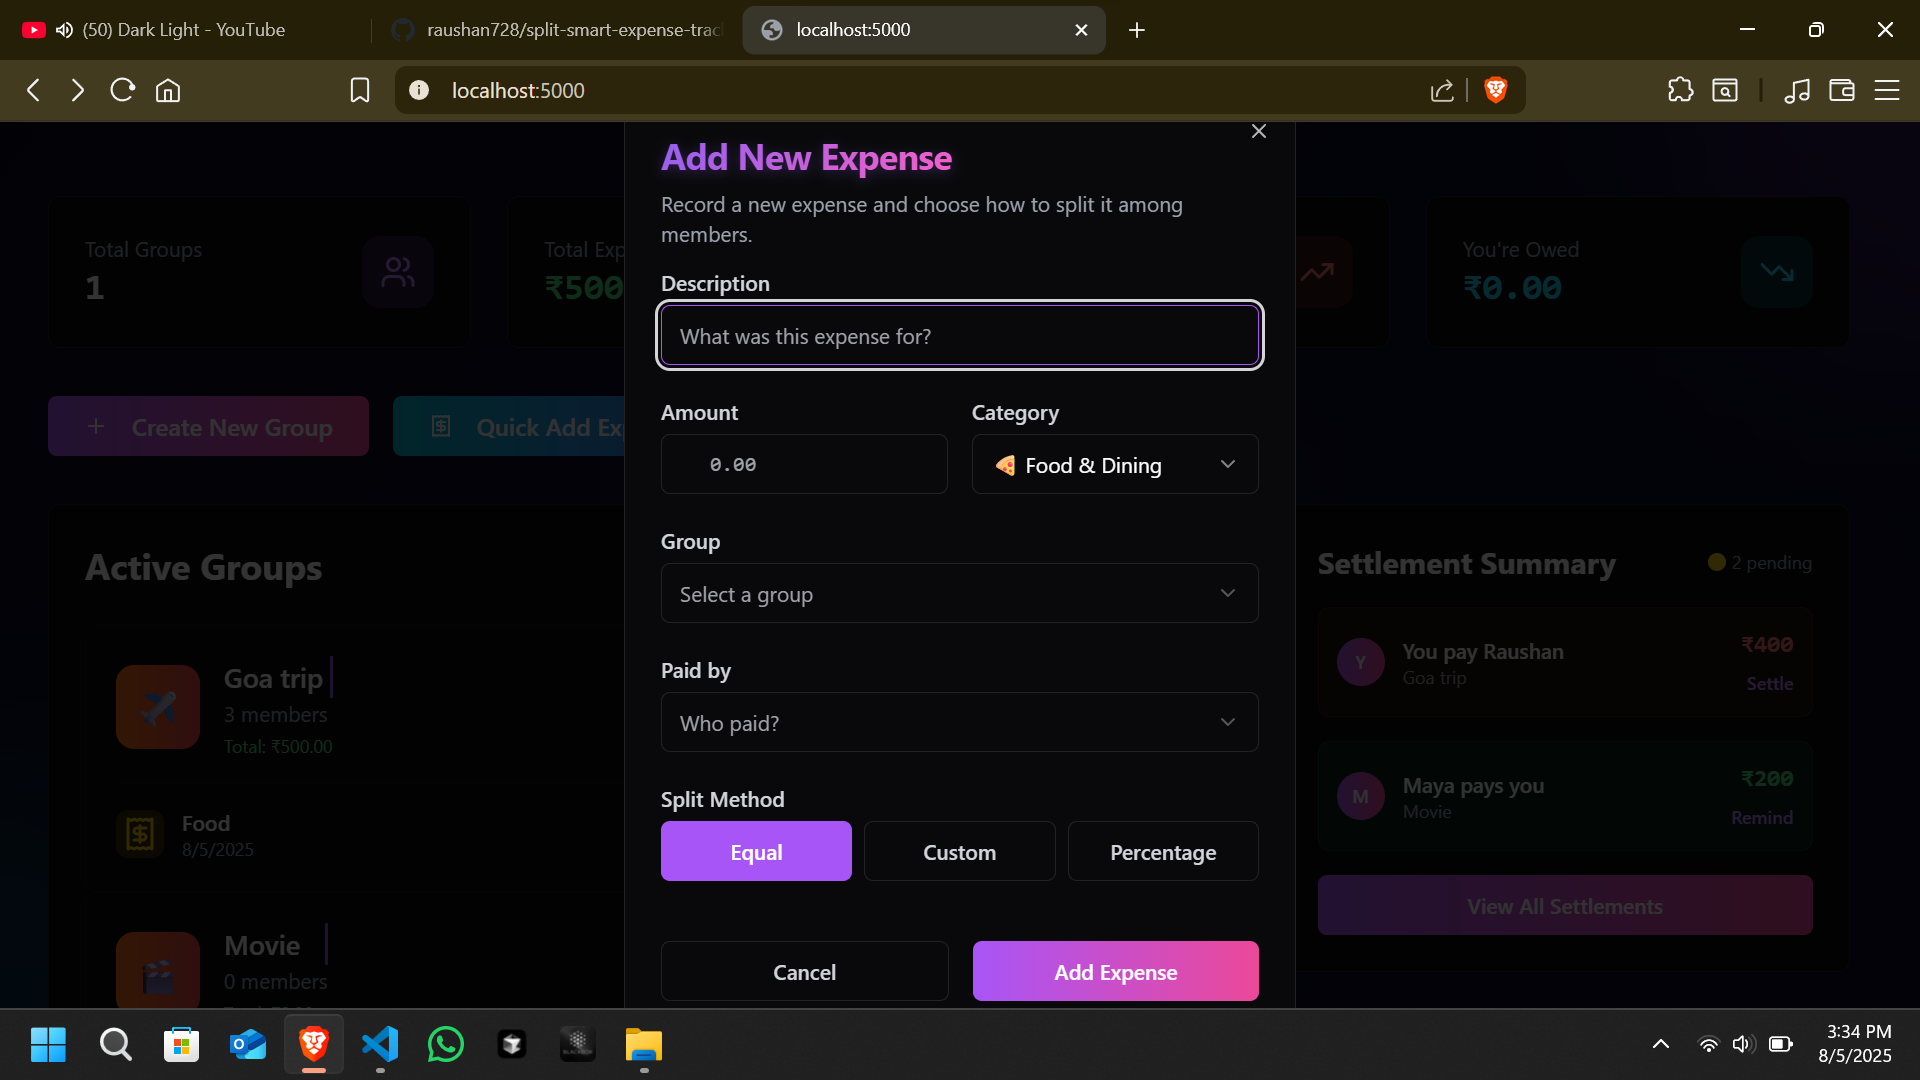 (50) Dark Light - YouTube
raushan728/split-smart-expense-trac
localhost:5000
localhost:5000
Add New Expense
Record a new expense and choose how to split it among
members.
Description
What was this expense for?
Amount
Category
0.00
🍕 Food & Dining
Group
Select a group
Paid by
Who paid?
Split Method
Equal
Custom
Percentage
Cancel
Add Expense
Total Groups
1
Total Exp
₹500
You're Owed
₹0.00
+ Create New Group
Quick Add Ex
Active Groups
Goa trip
3 members
Total: ₹500.00
Food
8/5/2025
Movie
0 members
Settlement Summary
2 pending
Y
You pay Raushan
Goa trip
₹400
Settle
M
Maya pays you
Movie
₹200
Remind
View All Settlements
3:34 PM
8/5/2025